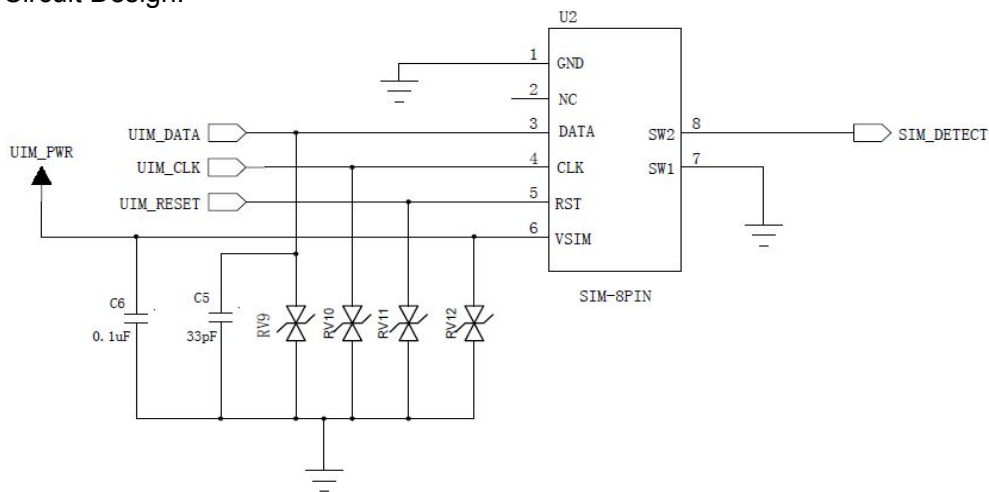 Circuit Design:
U2
1
GND
2
NC
UIM_DATA
3
DATA
SW2
8
SIM_DETECT
UIM_PWR
UIM_CLK
4
CLK
SW1
7
UIM_RESET
5
RST
6
VSIM
SIM-8PIN
C6
0.1uF
C5
33pF
RV9
RV10
RV11
RV12